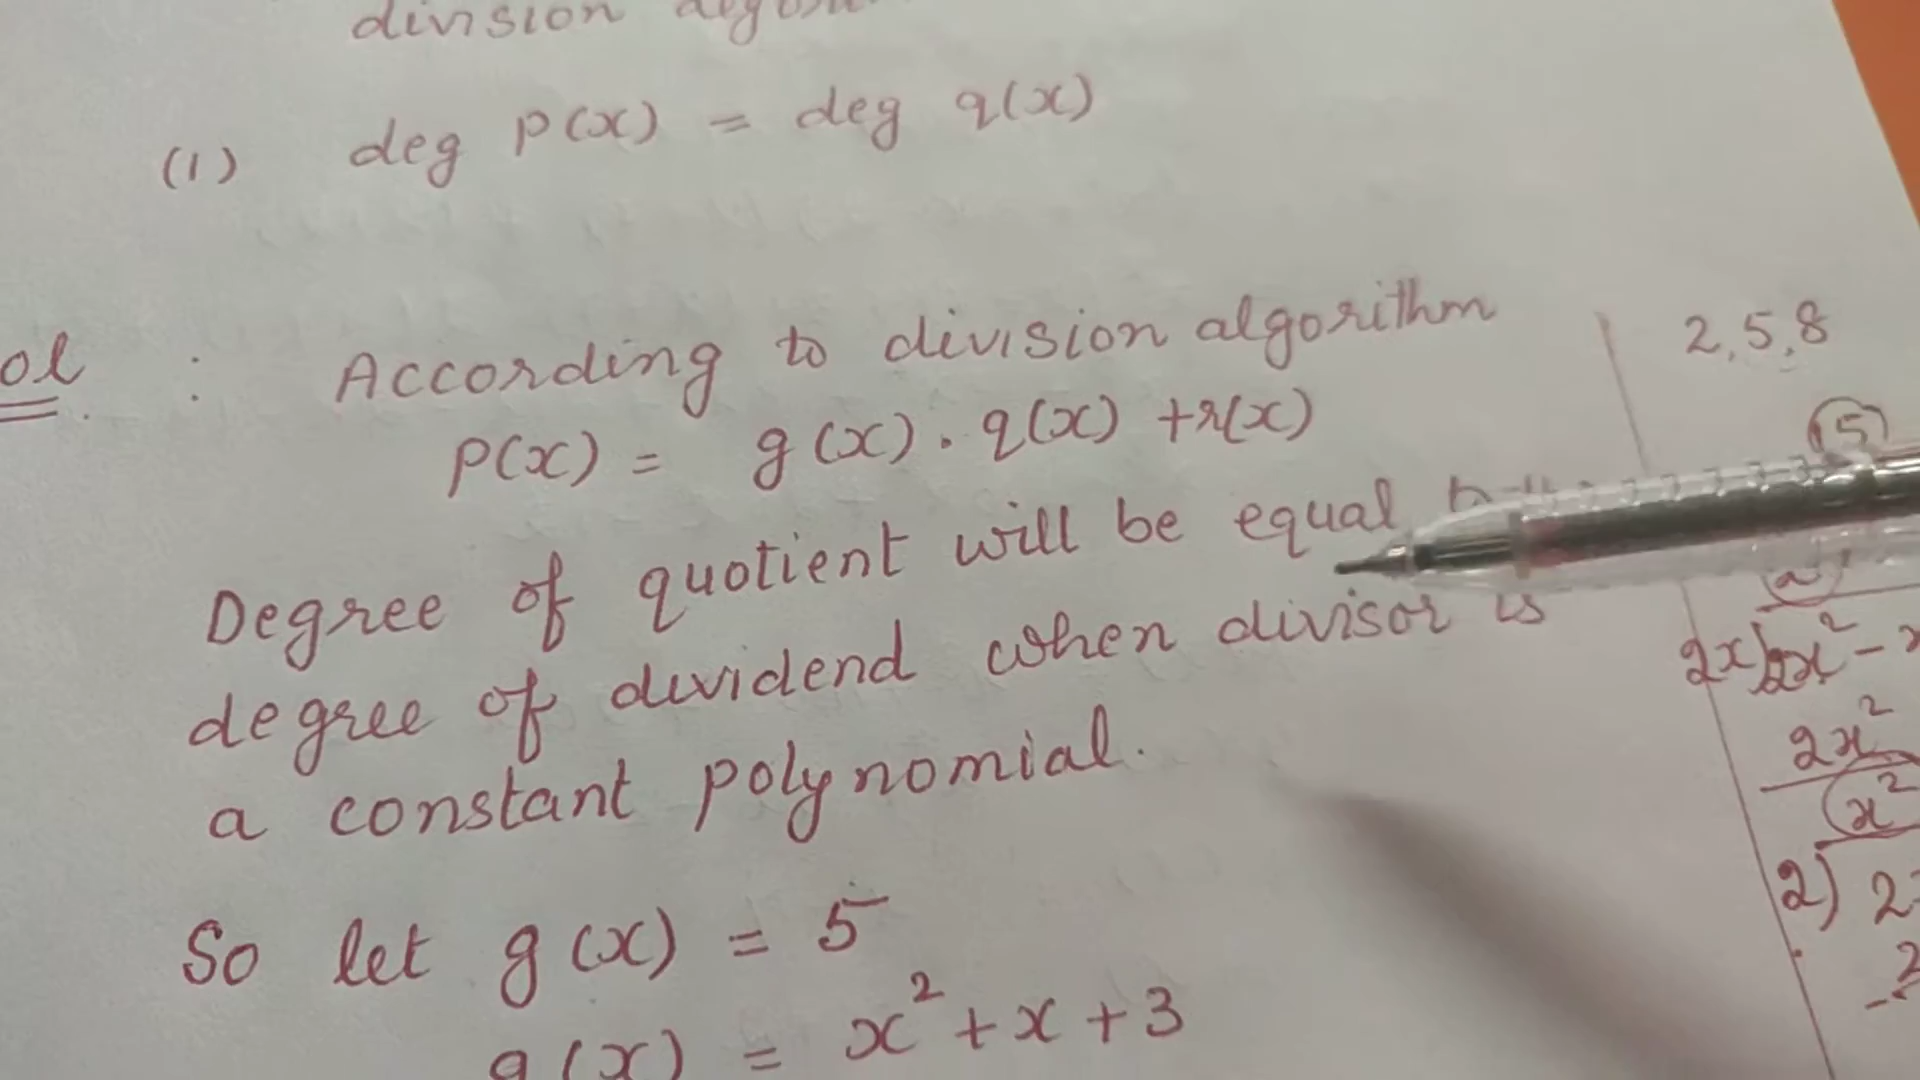 division
(1) deg p(x) = deg q(x)
ol : According to division algorithm
p(x) = g(x) . q(x) + r(x)
Degree of quotient will be equal
degree of dividend when divisor is
a constant polynomial.
So let g(x) = 5
q(x) = x² + x + 3
2, 5, 8
5
2x)2x² -
2x²
x²
2) 2